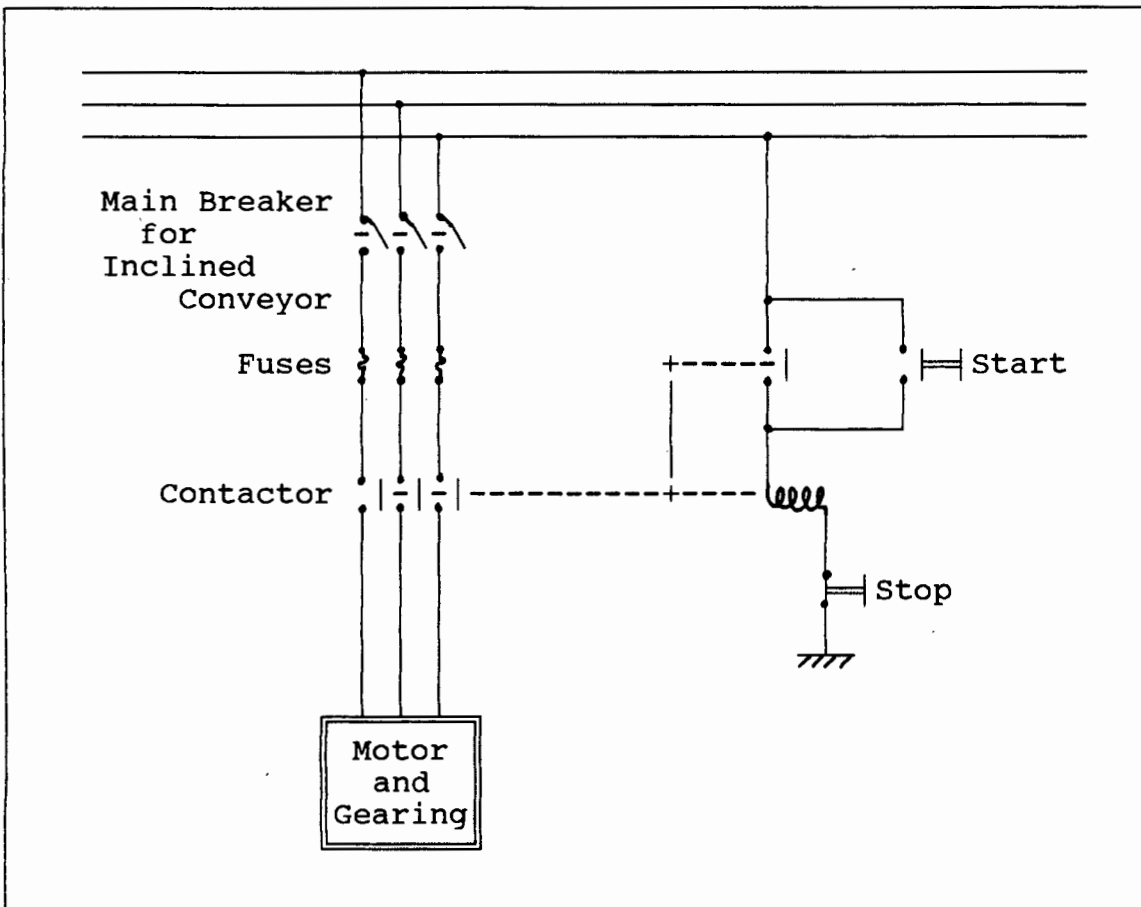 Main Breaker
for
Inclined
Conveyor
Fuses
Start
Contactor
Stop
Motor
and
Gearing